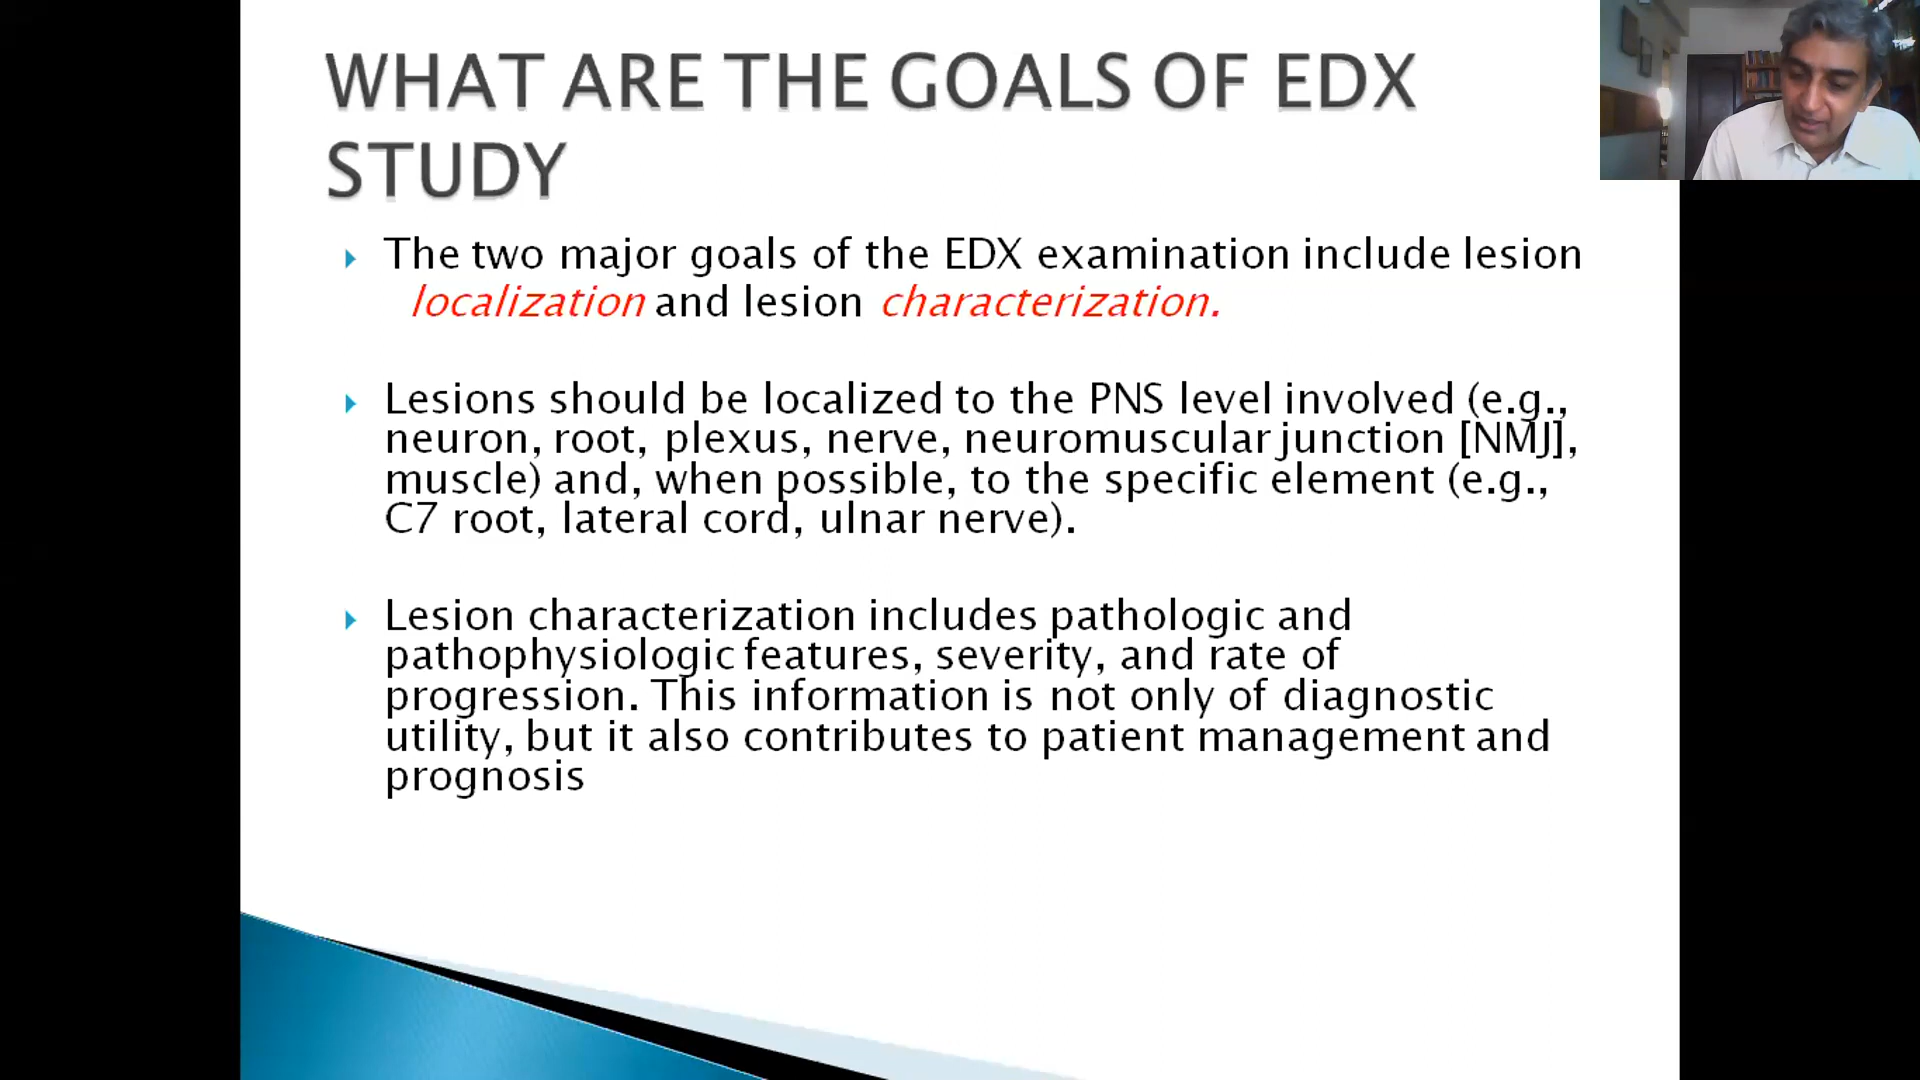 WHAT ARE THE GOALS OF EDX
STUDY
The two major goals of the EDX examination include lesion
localization and lesion characterization.
Lesions should be localized to the PNS level involved (e.g.,
neuron, root, plexus, nerve, neuromuscular junction [NMJ],
muscle) and, when possible, to the specific element (e.g.,
C7 root, lateral cord, ulnar nerve).
Lesion characterization includes pathologic and
pathophysiologic features, severity, and rate of
progression. This information is not only of diagnostic
utility, but it also contributes to patient management and
prognosis